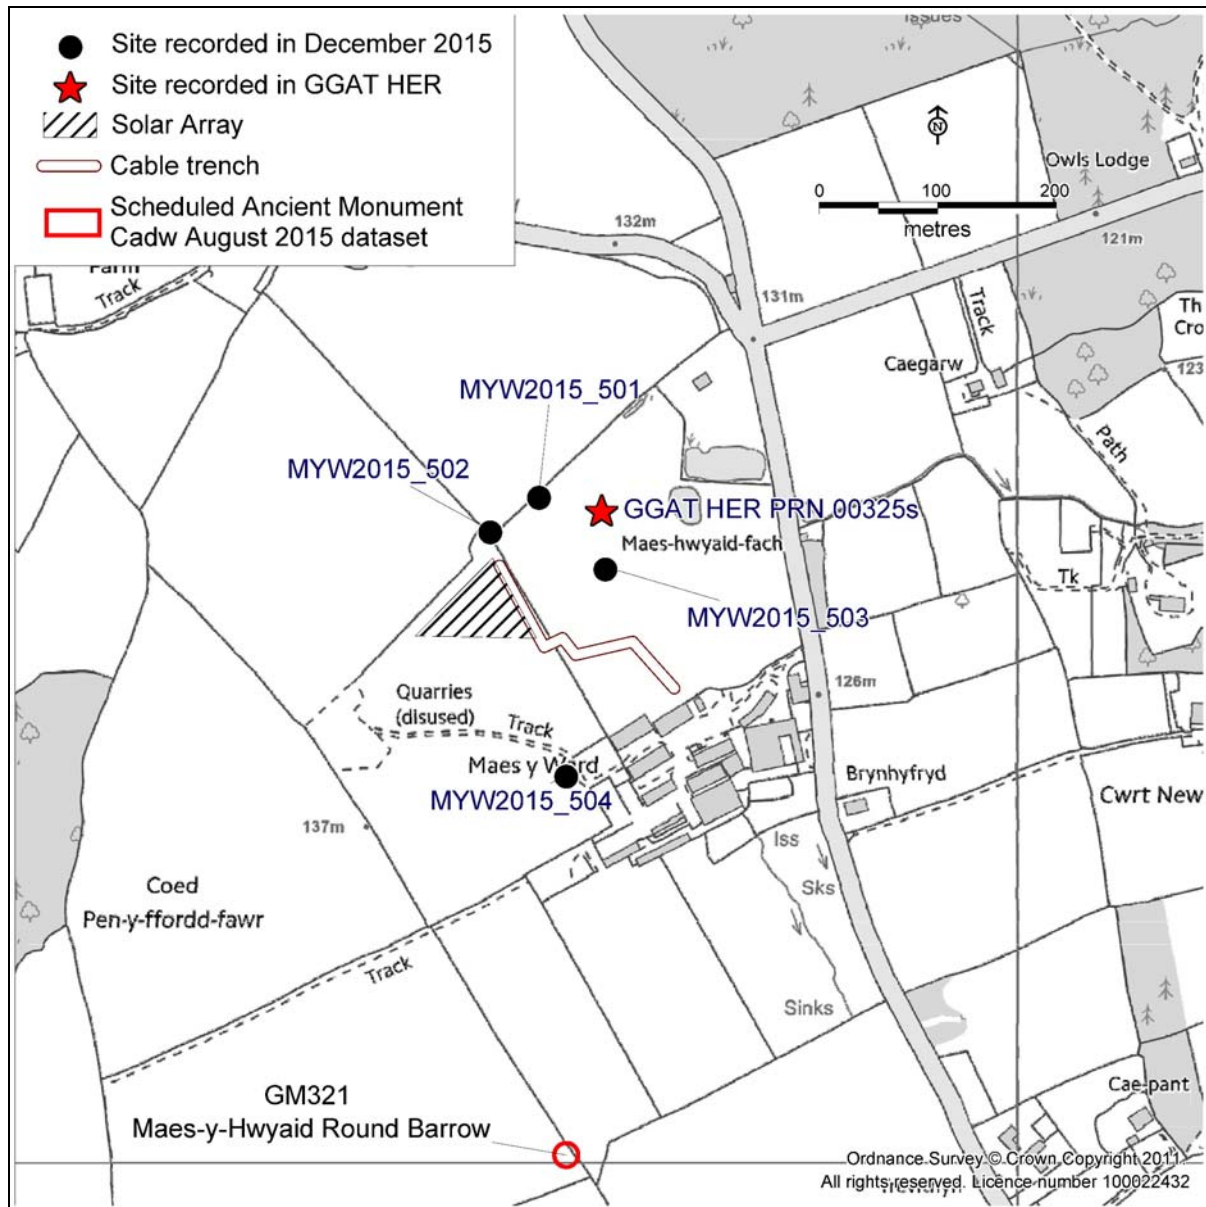 Site recorded in December 2015
Site recorded in GGAT HER
Solar Array
Cable trench
Scheduled Ancient Monument
Cadw August 2015 dataset
Issues
N
Owls Lodge
0 100 200
metres
132m
121m
Farm
Track
131m
Track
Th
Cro
Caegarw
123
MYW2015_501
Path
MYW2015_502
GGAT HER PRN 00325s
Maes-hwyaid-fach
Tk
MYW2015_503
Quarries
(disused)
Track
126m
Maes y Ward
MYW2015_504
Brynhyfryd
Cwrt New
137m
Iss
Coed
Pen-y-ffordd-fawr
Sks
Track
Sinks
GM321
Maes-y-Hwyaid Round Barrow
Cae-pant
Ordnance Survey © Crown Copyright 2011.
All rights reserved. Licence number 100022432